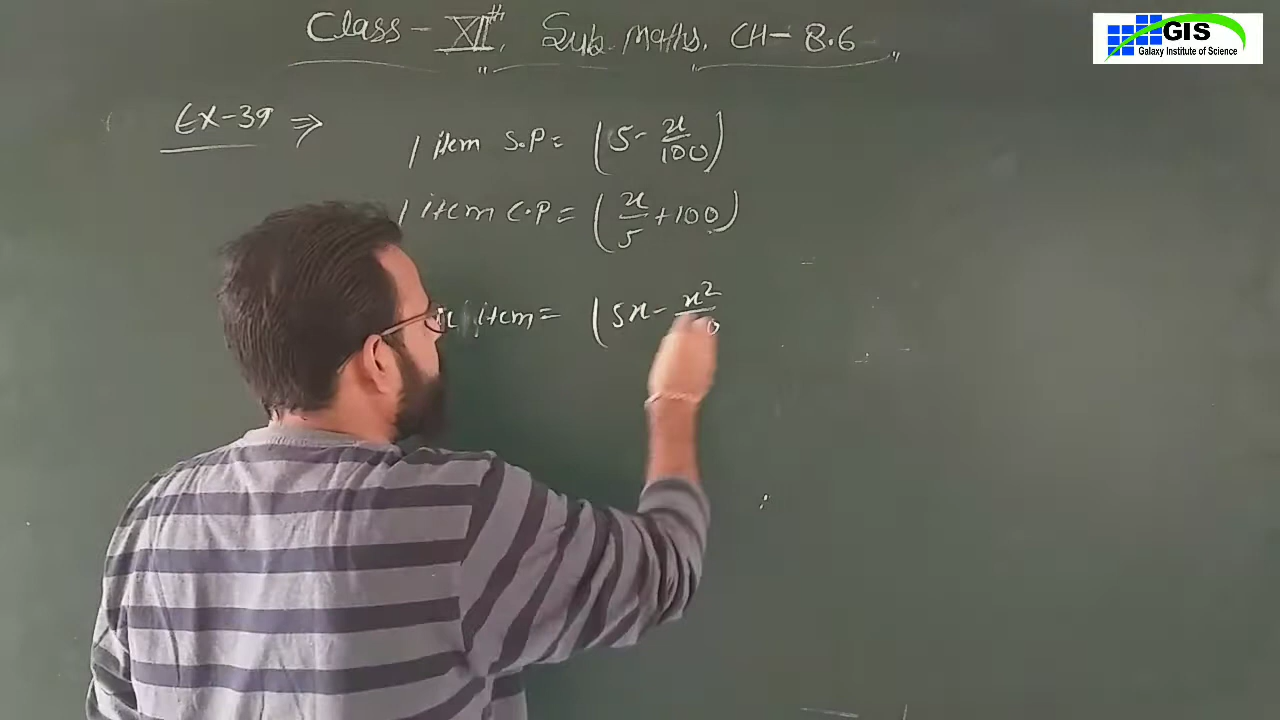 Class - XIIth, Sub. Maths, CH - 8.6
GIS
Galaxy Institute of Science
EX-39 ⇒
1 item S.P = (5 - x/100)
1 item C.P = (x/5 + 100)
x item = (5x - x²/